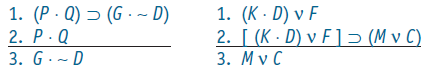 1. (P · Q) ⊃ (G · ~ D)
2. P · Q
3. G · ~ D
1. (K · D) v F
2. [ (K · D) v F ] ⊃ (M v C)
3. M v C